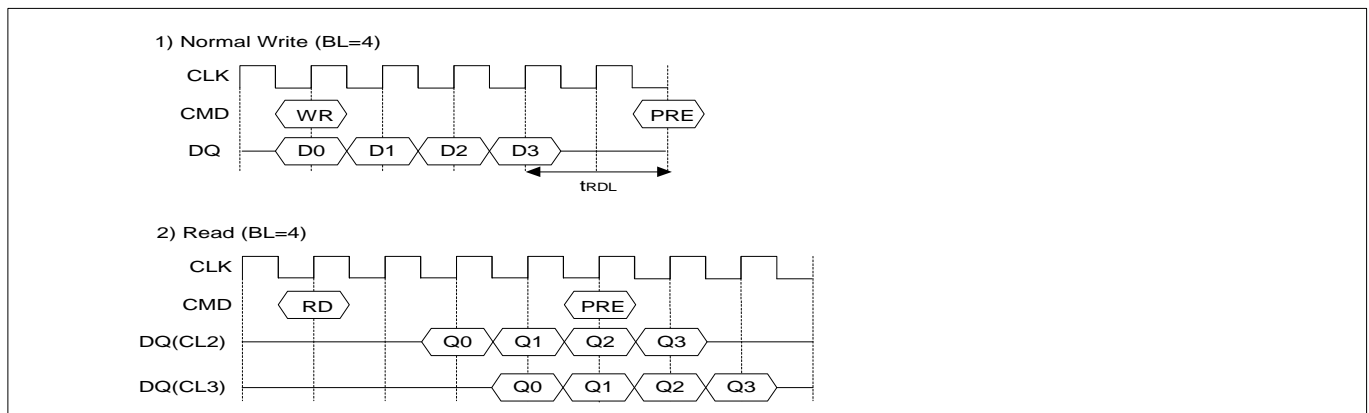 1) Normal Write (BL=4)
CLK
CMD WR PRE
DQ D0 D1 D2 D3
tRDL
2) Read (BL=4)
CLK
CMD RD PRE
DQ(CL2) Q0 Q1 Q2 Q3
DQ(CL3) Q0 Q1 Q2 Q3